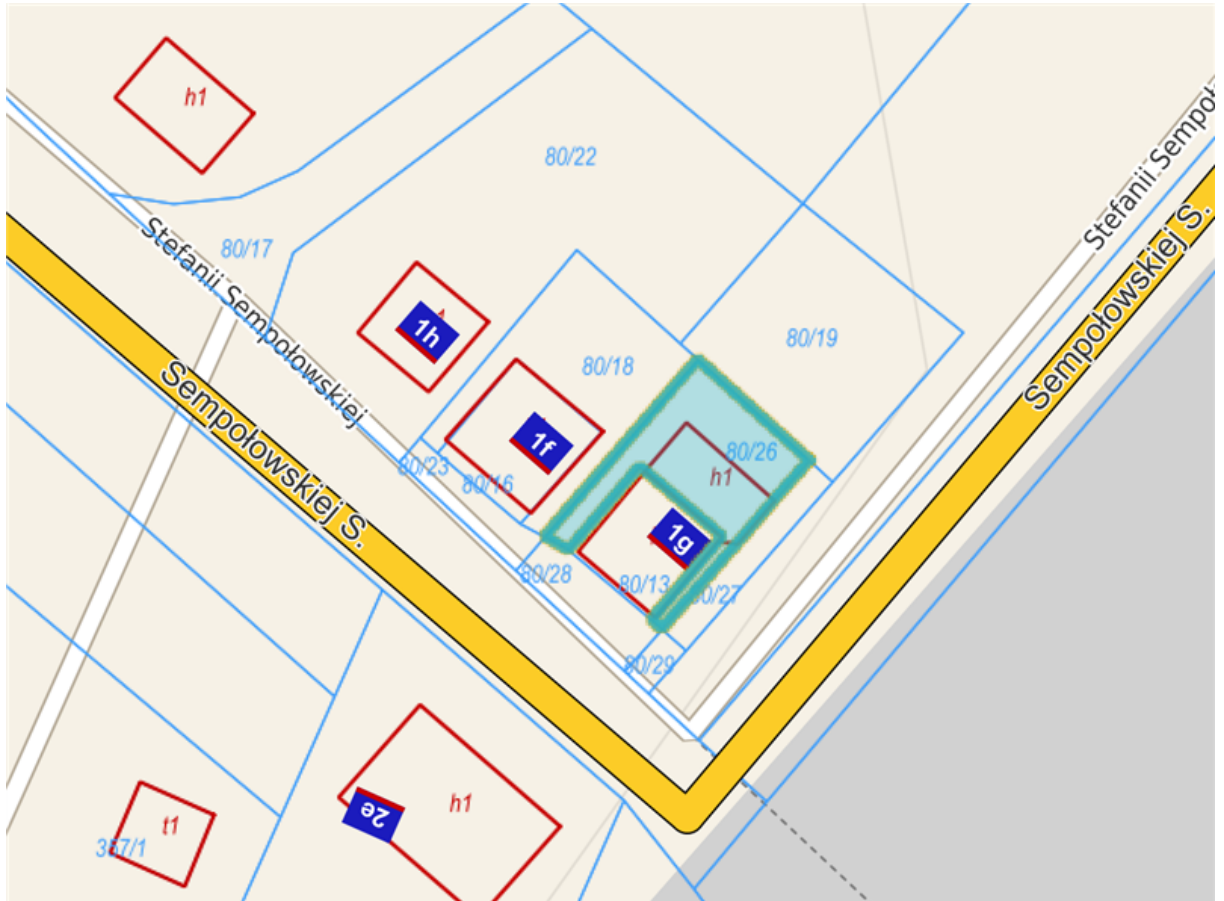 h1
80/22
Stefanii Sempoło
80/17
Stefanii Sempołowskiej
Sempołowskiej S.
1h
80/19
80/18
1f
80/26
h1
80/23
80/16
1g
80/28
80/13
80/27
Sempołowskiej S.
80/29
h1
2e
t1
357/1